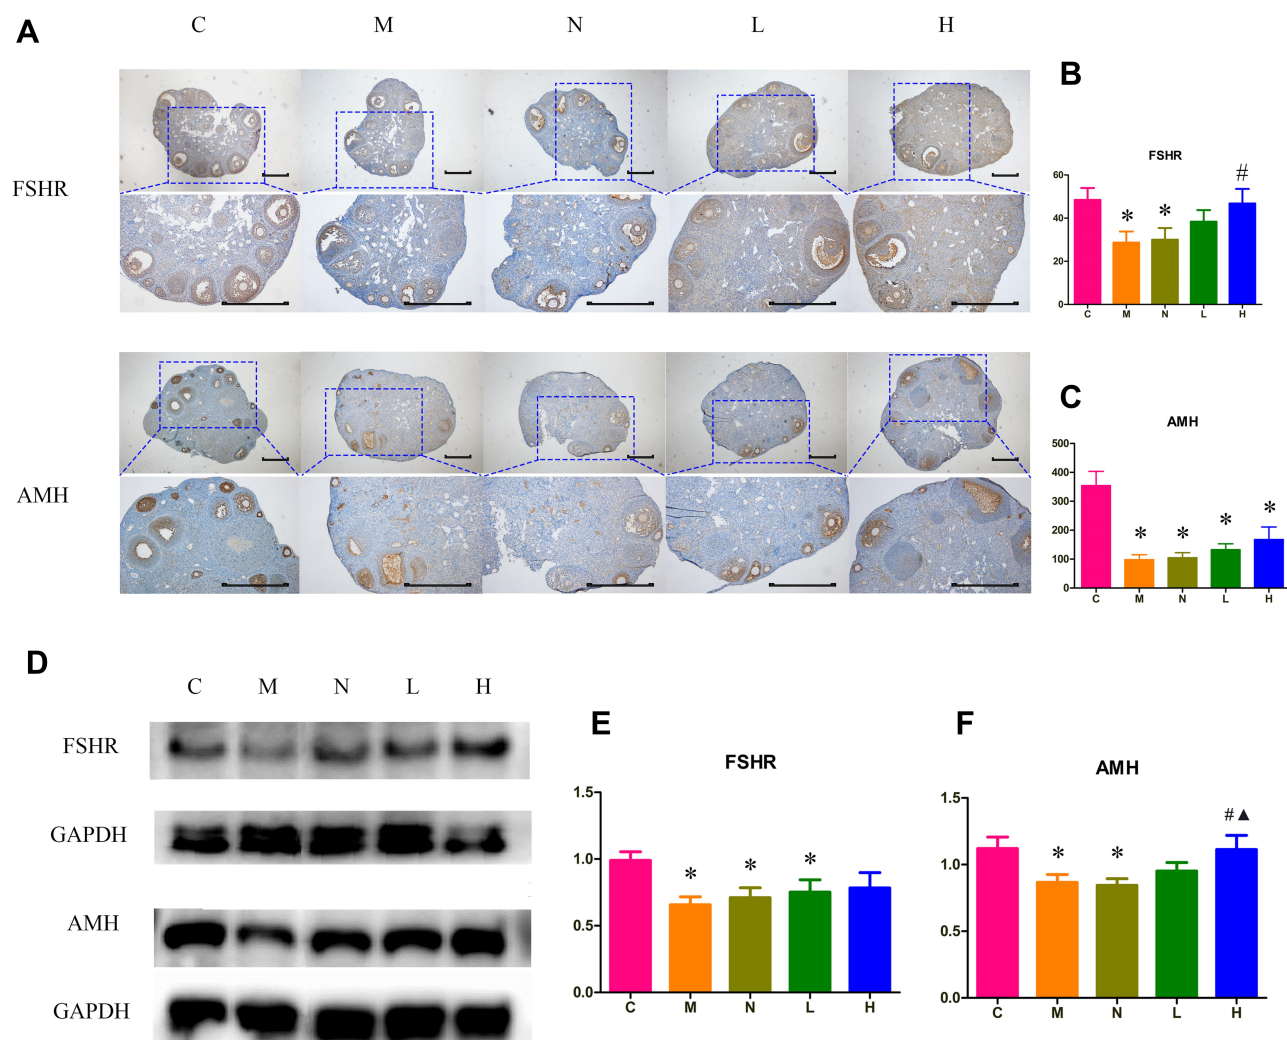 A
C M N L H
FSHR
AMH
B
FSHR
#
60
40
20
0
* *
C M N L H
C
AMH
500
400
300
200
100
0
* * * *
C M N L H
D
C M N L H
FSHR
GAPDH
AMH
GAPDH
E
FSHR
1.5
1.0
0.5
0.0
* * *
C M N L H
F
AMH
1.5
1.0
0.5
0.0
* * #▲
C M N L H